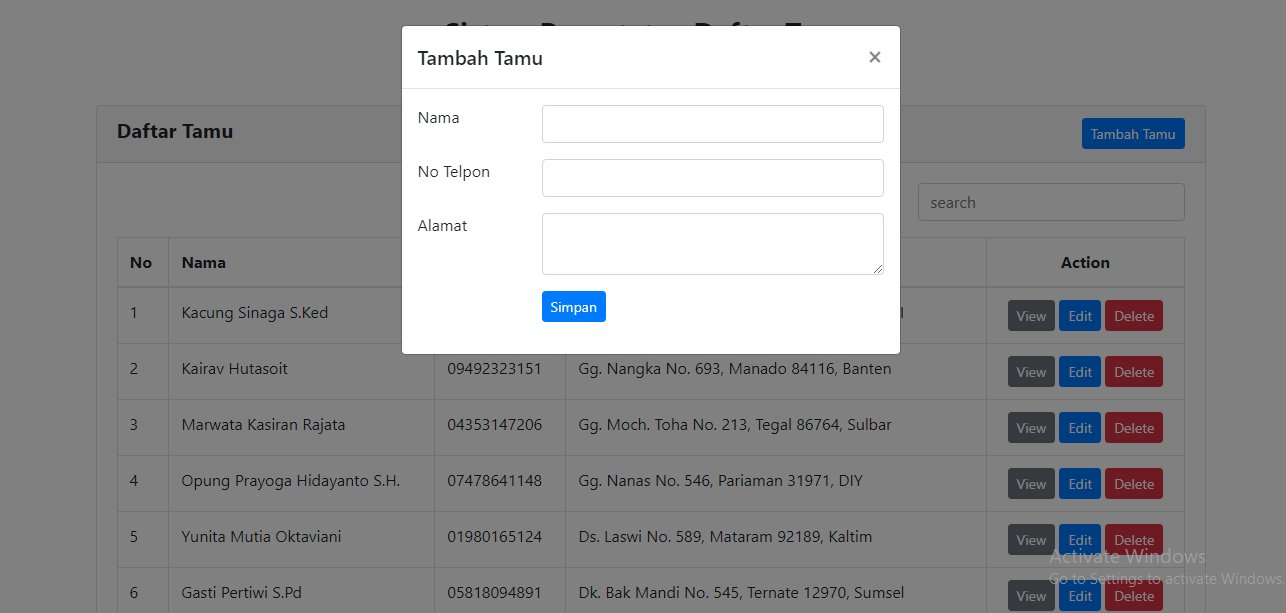 Tambah Tamu ×
Nama
No Telpon
Alamat
Simpan
Daftar Tamu Tambah Tamu
search
No Nama Action
1 Kacung Sinaga S.Ked View Edit Delete
2 Kairav Hutasoit 09492323151 Gg. Nangka No. 693, Manado 84116, Banten View Edit Delete
3 Marwata Kasiran Rajata 04353147206 Gg. Moch. Toha No. 213, Tegal 86764, Sulbar View Edit Delete
4 Opung Prayoga Hidayanto S.H. 07478641148 Gg. Nanas No. 546, Pariaman 31971, DIY View Edit Delete
5 Yunita Mutia Oktaviani 01980165124 Ds. Laswi No. 589, Mataram 92189, Kaltim View Edit Delete
6 Gasti Pertiwi S.Pd 05818094891 Dk. Bak Mandi No. 545, Ternate 12970, Sumsel View Edit Delete
Activate Windows
Go to Settings to activate Windows.